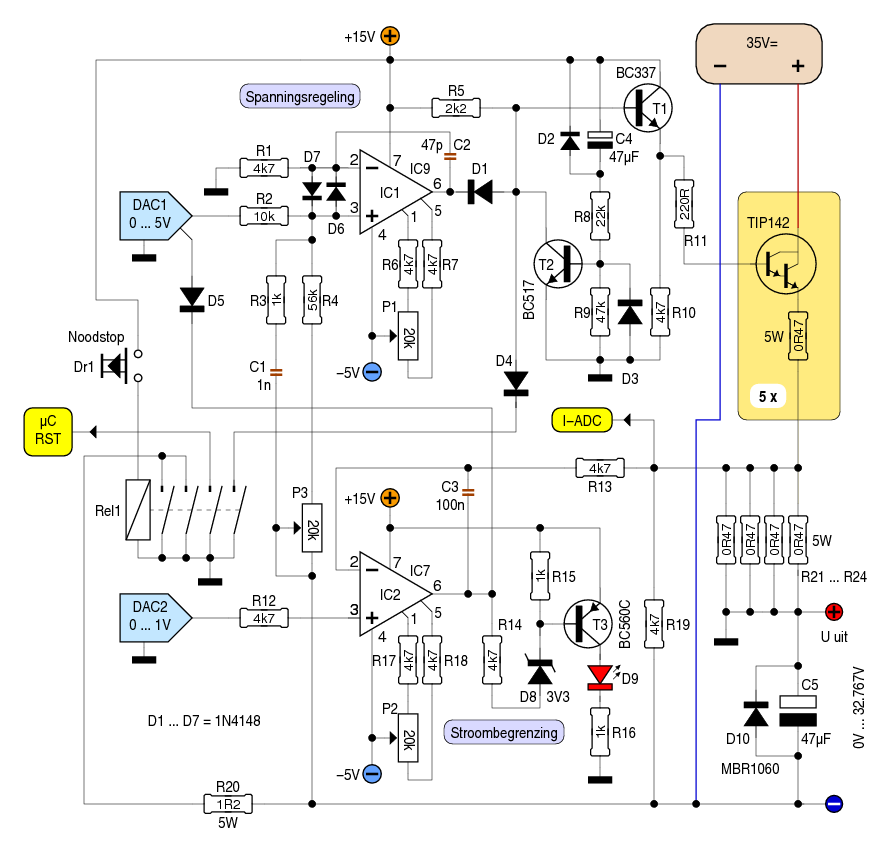 +15V
35V=
−
+
BC337
Spanningsregeling
R5
2k2
T1
R1
4k7
D7
47p
C2
D2
C4
47µF
2
7
IC9
D1
−
IC1
6
DAC1
0 ... 5V
R2
10k
3
+
D6
4
1
5
R8
22k
220R
R11
TIP142
T2
BC517
R6
4k7
4k7
R7
D5
R3
1k
56k
R4
P1
20k
R9
47k
4k7
R10
5W
0R47
Noodstop
Dr1
C1
1n
−5V
D4
D3
5 x
µC
RST
I−ADC
4k7
R13
Rel1
P3
20k
+15V
C3
100n
0R47
0R47
0R47
0R47
5W
R21 ... R24
2
7
IC7
−
IC2
6
1k
R15
DAC2
0 ... 1V
R12
4k7
3
+
4
1
5
R14
T3
BC560C
4k7
R19
+
U uit
R17
4k7
4k7
R18
4k7
D8
3V3
D9
C5
47µF
D10
MBR1060
0V ... 32.767V
D1 ... D7 = 1N4148
P2
20k
Stroombegrenzing
1k
R16
−5V
R20
1R2
5W
−